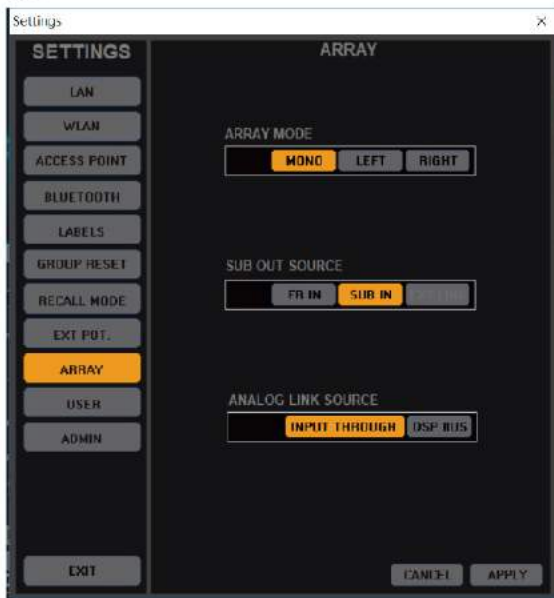 Settings
SETTINGS
LAN
WLAN
ACCESS POINT
BLUETOOTH
LABELS
GROUP RESET
RECALL MODE
EXT POT.
ARRAY
USER
ADMIN
EXIT
ARRAY
ARRAY MODE
MONO LEFT RIGHT
SUB OUT SOURCE
FR IN SUB IN EXT LINK
ANALOG LINK SOURCE
INPUT THROUGH DSP BUS
CANCEL APPLY